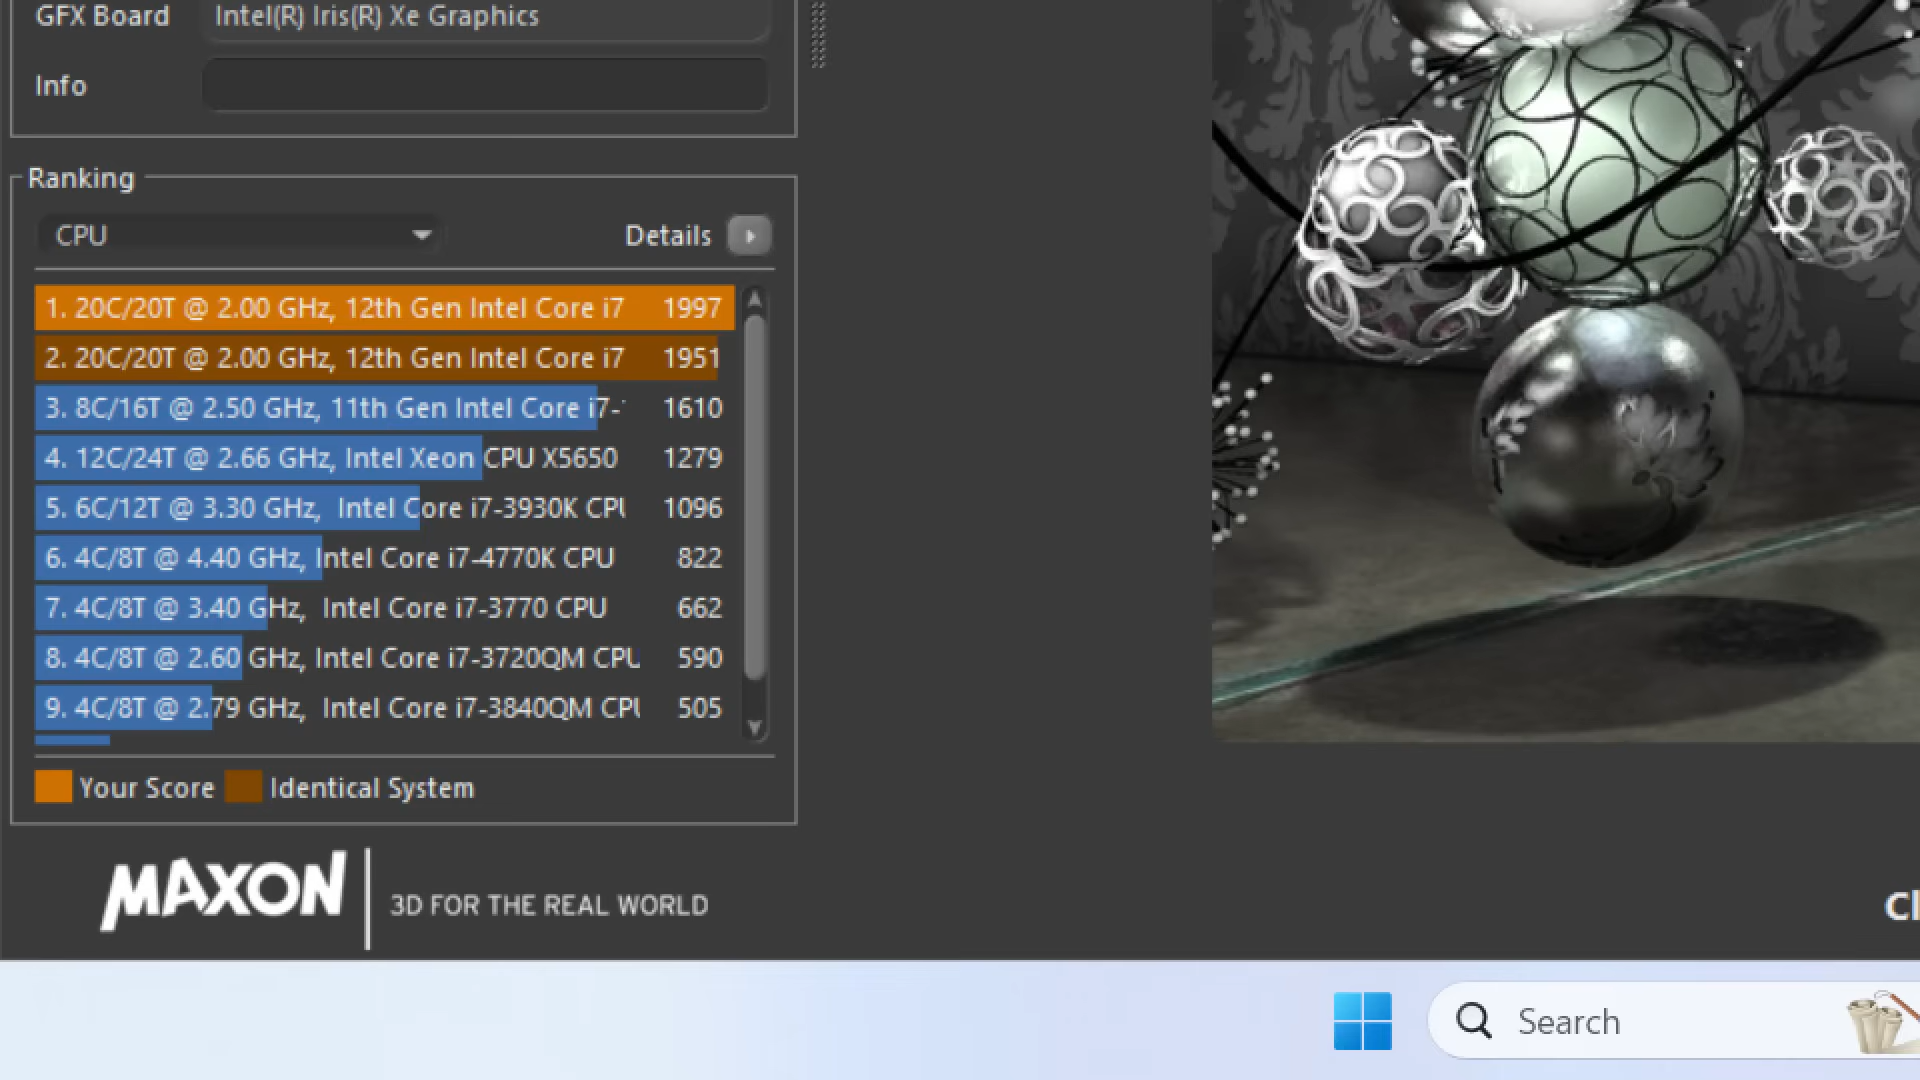 GFX Board Intel(R) Iris(R) Xe Graphics
Info
Ranking
CPU Details
1. 20C/20T @ 2.00 GHz, 12th Gen Intel Core i7 1997
2. 20C/20T @ 2.00 GHz, 12th Gen Intel Core i7 1951
3. 8C/16T @ 2.50 GHz, 11th Gen Intel Core i7- 1610
4. 12C/24T @ 2.66 GHz, Intel Xeon CPU X5650 1279
5. 6C/12T @ 3.30 GHz, Intel Core i7-3930K CPU 1096
6. 4C/8T @ 4.40 GHz, Intel Core i7-4770K CPU 822
7. 4C/8T @ 3.40 GHz, Intel Core i7-3770 CPU 662
8. 4C/8T @ 2.60 GHz, Intel Core i7-3720QM CPU 590
9. 4C/8T @ 2.79 GHz, Intel Core i7-3840QM CPU 505
Your Score Identical System
MAXON 3D FOR THE REAL WORLD
Search